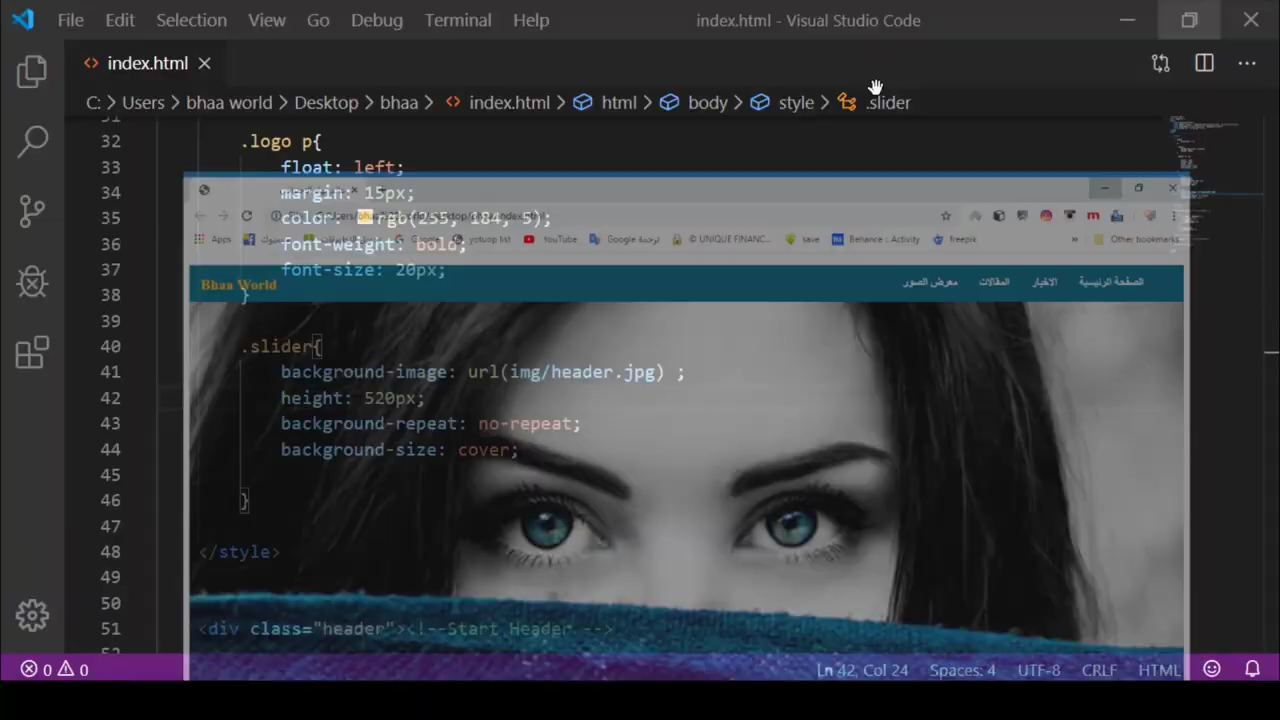 File Edit Selection View Go Debug Terminal Help index.html - Visual Studio Code
index.html
C: > Users > bhaa world > Desktop > bhaa > index.html > html > body > style > .slider
31
32 .logo p{
33 float: left;
34 margin: 15px;
35 color: rgb(255, 184, 5);
36 font-weight: bold;
37 font-size: 20px;
38 }
39
40 .slider{
41 background-image: url(img/header.jpg) ;
42 height: 520px;
43 background-repeat: no-repeat;
44 background-size: cover;
45
46 }
47
48 </style>
49
50
51 <div class="header"><!--Start Header -->
Apps YouTube Google ترجمة © UNIQUE FINANC... save Behance :: Activity freepik » Other bookmarks
Bhaa World
الصفحة الرئيسية الاخبار المقالات معرض الصور
0 0 Ln 42, Col 24 Spaces: 4 UTF-8 CRLF HTML